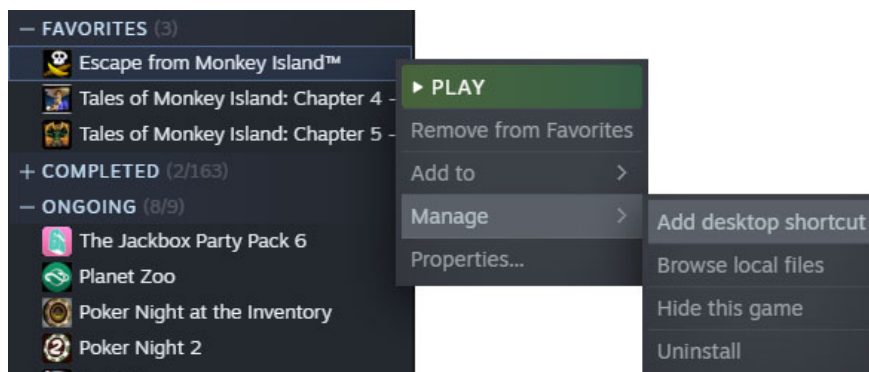 — FAVORITES (3)
Escape from Monkey Island™
Tales of Monkey Island: Chapter 4 -
Tales of Monkey Island: Chapter 5 -
+ COMPLETED (2/163)
— ONGOING (8/9)
The Jackbox Party Pack 6
Planet Zoo
Poker Night at the Inventory
2
Poker Night 2
PLAY
Remove from Favorites
Add to
Manage
Properties...
Add desktop shortcut
Browse local files
Hide this game
Uninstall